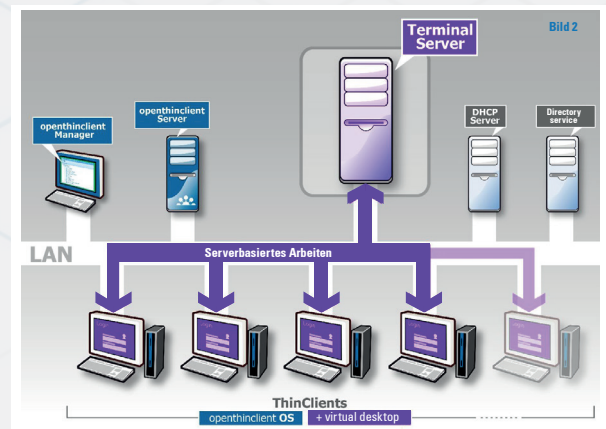 Bild 2
Terminal
Server
openthinclient
Manager
openthinclient
Server
DHCP
Server
Directory
service
LAN
Serverbasiertes Arbeiten
ThinClients
openthinclient OS
+ virtual desktop